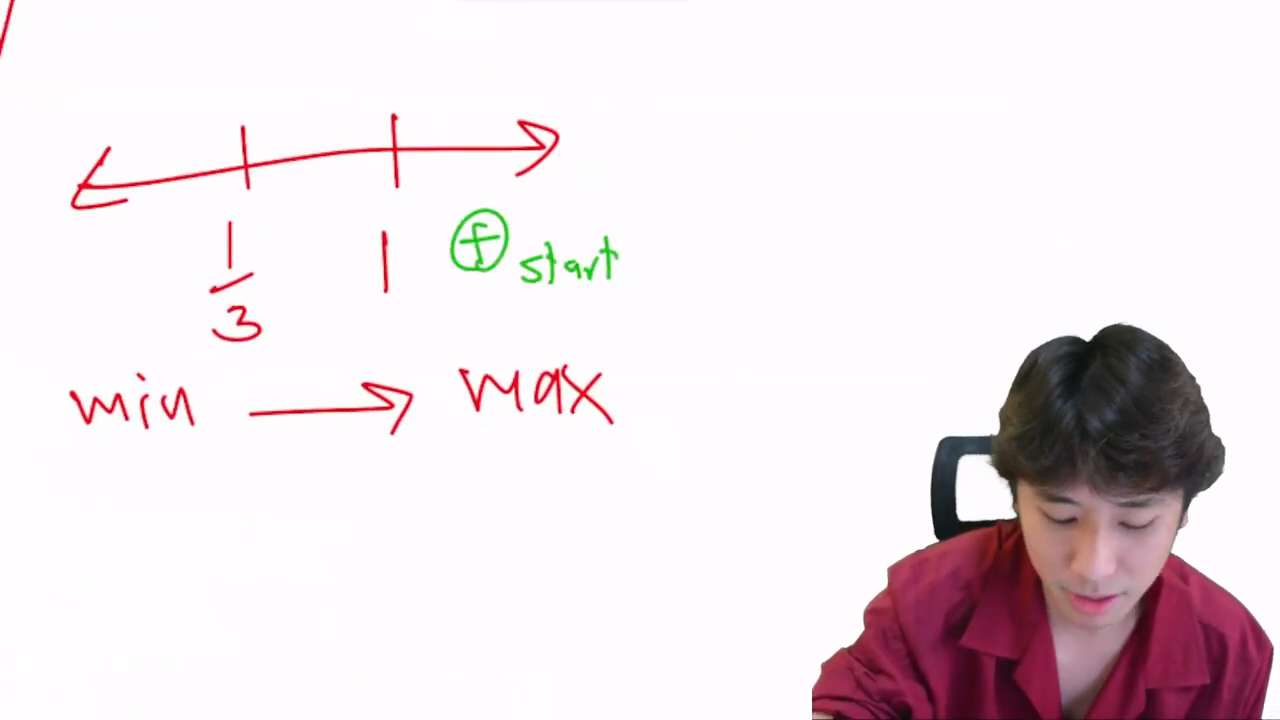 1/3 1 ⊕ start
min → max